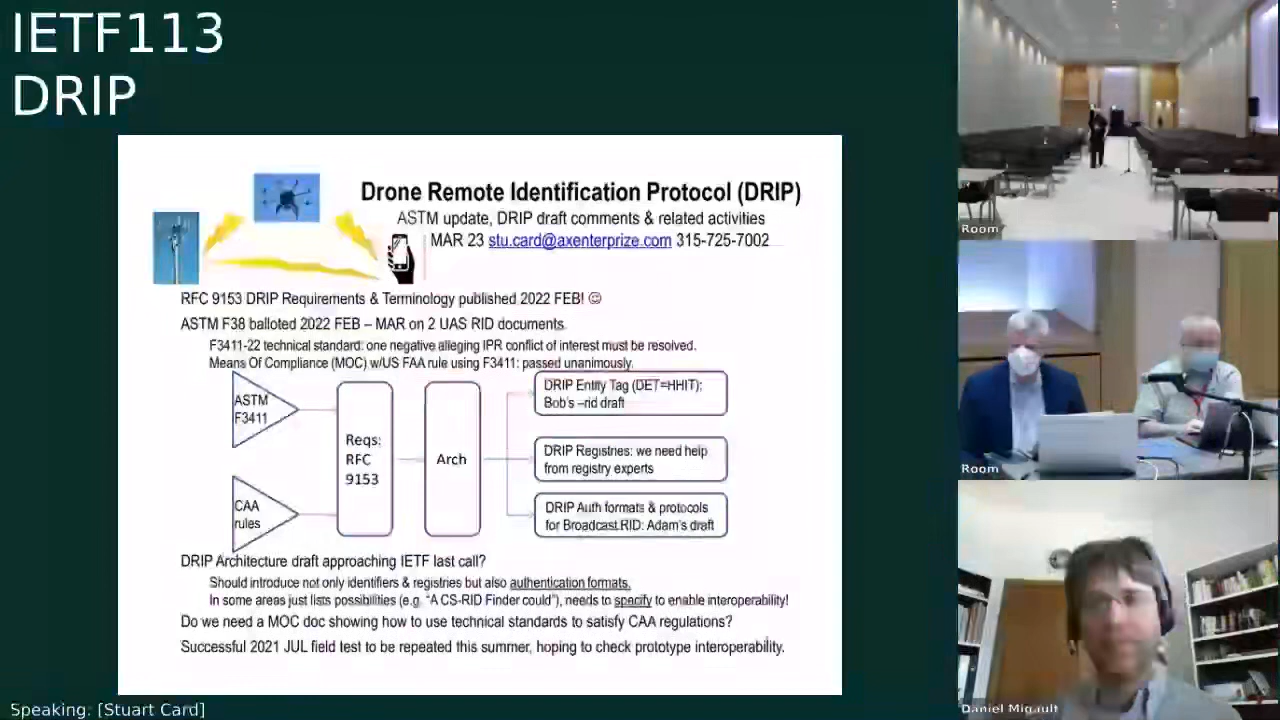 IETF113
DRIP
Drone Remote Identification Protocol (DRIP)
ASTM update, DRIP draft comments & related activities
MAR 23 stu.card@axenterprize.com 315-725-7002
RFC 9153 DRIP Requirements & Terminology published 2022 FEB! ☺
ASTM F38 balloted 2022 FEB – MAR on 2 UAS RID documents.
F3411-22 technical standard: one negative alleging IPR conflict of interest must be resolved.
Means Of Compliance (MOC) w/US FAA rule using F3411: passed unanimously.
ASTM
F3411
CAA
rules
Reqs:
RFC
9153
Arch
DRIP Entity Tag (DET=HHIT):
Bob's –rid draft
DRIP Registries: we need help
from registry experts
DRIP Auth formats & protocols
for Broadcast RID: Adam's draft
DRIP Architecture draft approaching IETF last call?
Should introduce not only identifiers & registries but also authentication formats.
In some areas just lists possibilities (e.g. “A CS-RID Finder could”), needs to specify to enable interoperability!
Do we need a MOC doc showing how to use technical standards to satisfy CAA regulations?
Successful 2021 JUL field test to be repeated this summer, hoping to check prototype interoperability.
Speaking: [Stuart Card]
Room
Room
Daniel Migault